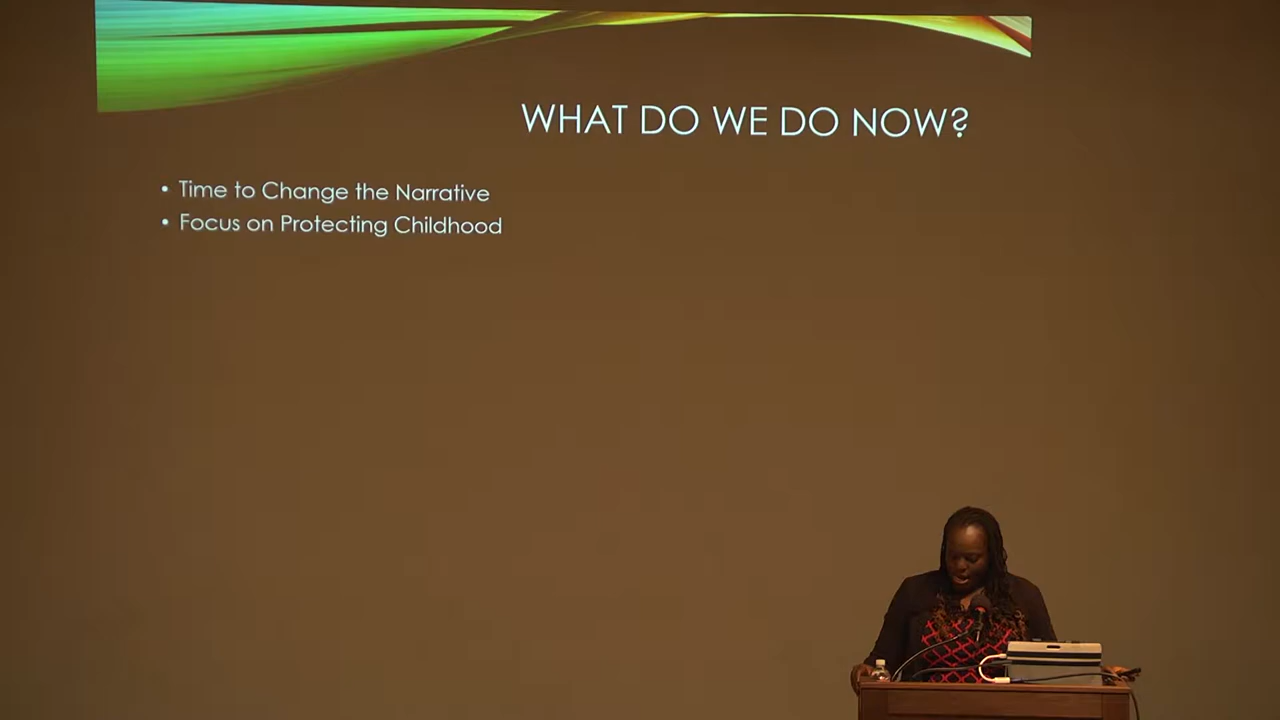 WHAT DO WE DO NOW?
• Time to Change the Narrative
• Focus on Protecting Childhood